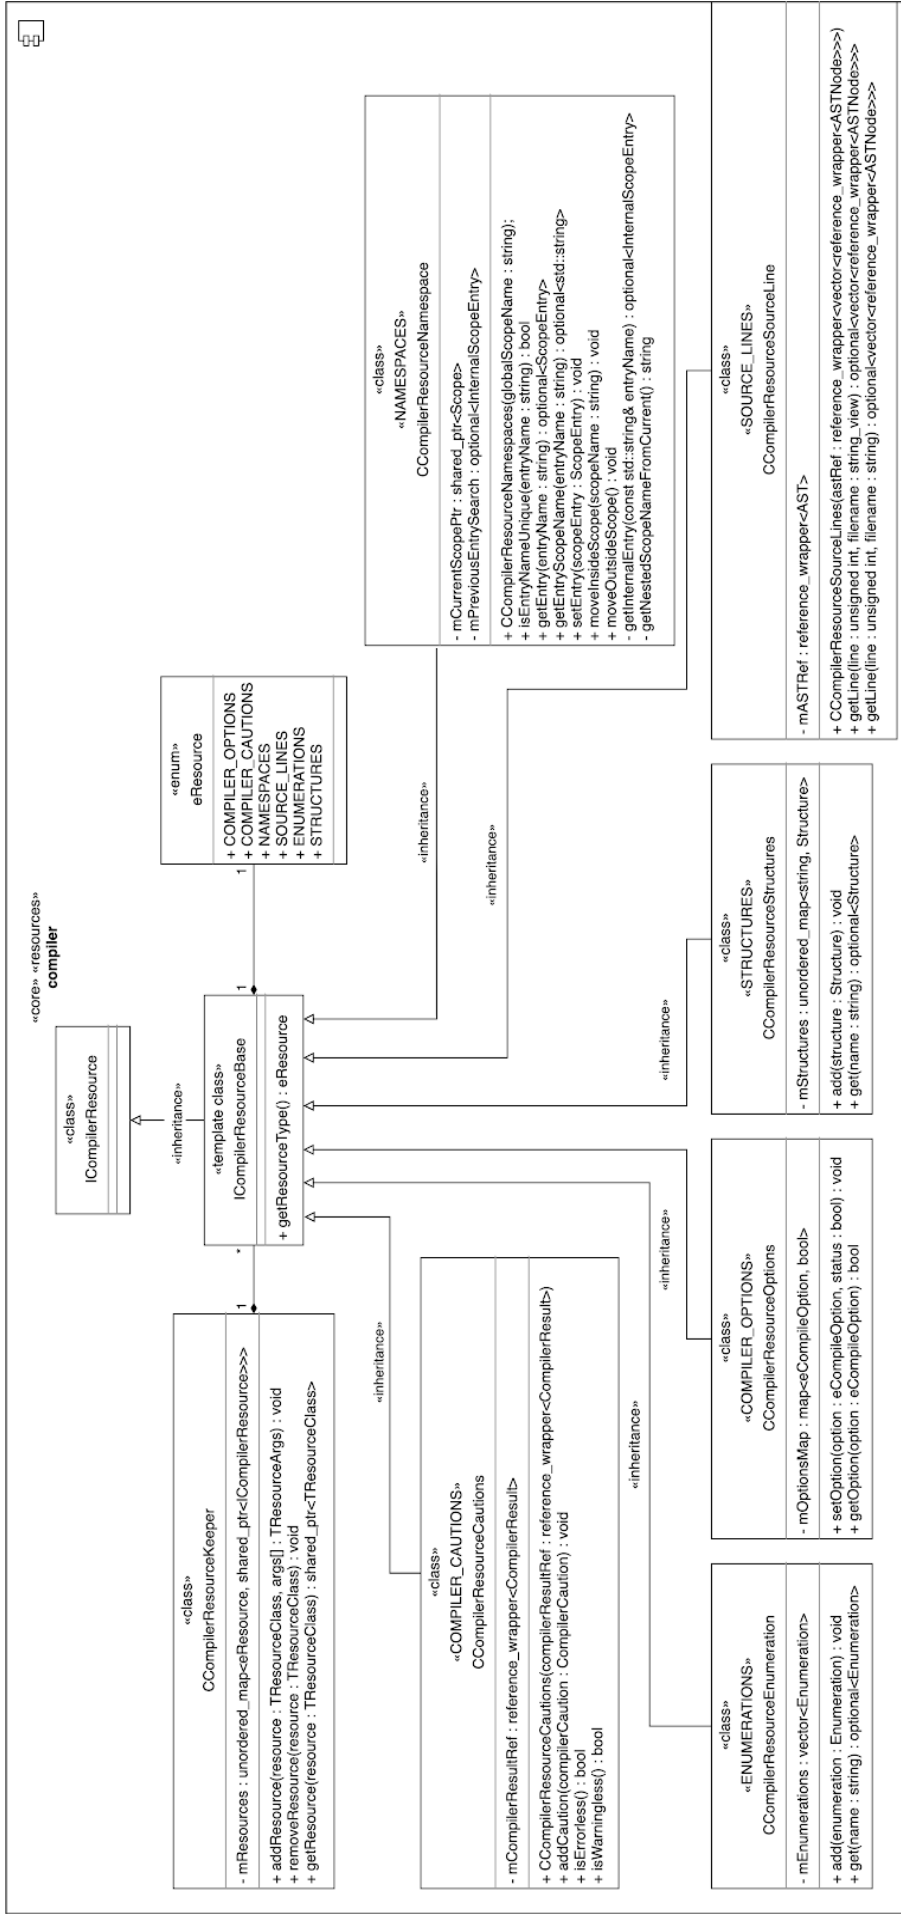 «core» «resources»
compiler
«class»
ICompilerResource
«inheritance»
«class»
CCompilerResourceKeeper
- mResources : unordered_map<eResource, shared_ptr<ICompilerResource>>>
+ addResource(resource : TResourceClass, args[] : TResourceArgs) : void
+ removeResource(resource : TResourceClass) : void
+ getResource(resource : TResourceClass) : shared_ptr<TResourceClass>
1
*
«template class»
ICompilerResourceBase
+ getResourceType() : eResource
1
1
«enum»
eResource
+ COMPILER_OPTIONS
+ COMPILER_CAUTIONS
+ NAMESPACES
+ SOURCE_LINES
+ ENUMERATIONS
+ STRUCTURES
«inheritance»
«inheritance»
«inheritance»
«inheritance»
«inheritance»
«inheritance»
«class»
«COMPILER_CAUTIONS»
CCompilerResourceCautions
- mCompilerResultRef : reference_wrapper<CompilerResult>
+ CCompilerResourceCautions(compilerResultRef : reference_wrapper<CompilerResult>)
+ addCaution(compilerCaution : CompilerCaution) : void
+ isErrorless() : bool
+ isWarningless() : bool
«class»
«NAMESPACES»
CCompilerResourceNamespace
- mCurrentScopePtr : shared_ptr<Scope>
- mPreviousEntrySearch : optional<InternalScopeEntry>
+ CCompilerResourceNamespaces(globalScopeName : string);
+ isEntryNameUnique(entryName : string) : bool
+ getEntry(entryName : string) : optional<ScopeEntry>
+ getEntryScopeName(entryName : string) : optional<std::string>
+ setEntry(scopeEntry : ScopeEntry) : void
+ moveInsideScope(scopeName : string) : void
+ moveOutsideScope() : void
- getInternalEntry(const std::string& entryName) : optional<InternalScopeEntry>
- getNestedScopeNameFromCurrent() : string
«class»
«ENUMERATIONS»
CCompilerResourceEnumeration
- mEnumerations : vector<Enumeration>
+ add(enumeration : Enumeration) : void
+ get(name : string) : optional<Enumeration>
«class»
«COMPILER_OPTIONS»
CCompilerResourceOptions
- mOptionsMap : map<eCompileOption, bool>
+ setOption(option : eCompileOption, status : bool) : void
+ getOption(option : eCompileOption) : bool
«class»
«STRUCTURES»
CCompilerResourceStructures
- mStructures : unordered_map<string, Structure>
+ add(structure : Structure) : void
+ get(name : string) : optional<Structure>
«class»
«SOURCE_LINES»
CCompilerResourceSourceLine
- mASTRef : reference_wrapper<AST>
+ CCompilerResourceSourceLines(astRef : reference_wrapper<vector<reference_wrapper<ASTNode>>>)
+ getLine(line : unsigned int, filename : string_view) : optional<vector<reference_wrapper<ASTNode>>>
+ getLine(line : unsigned int, filename : string) : optional<vector<reference_wrapper<ASTNode>>>